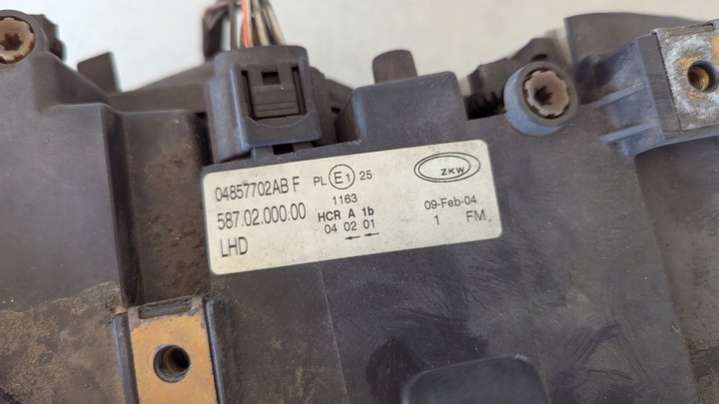 04857702AB F
587.02.000.00
LHD
PL E1 25
1163
HCR A 1b
04 02 01
ZKW
09-Feb-04
1 FM